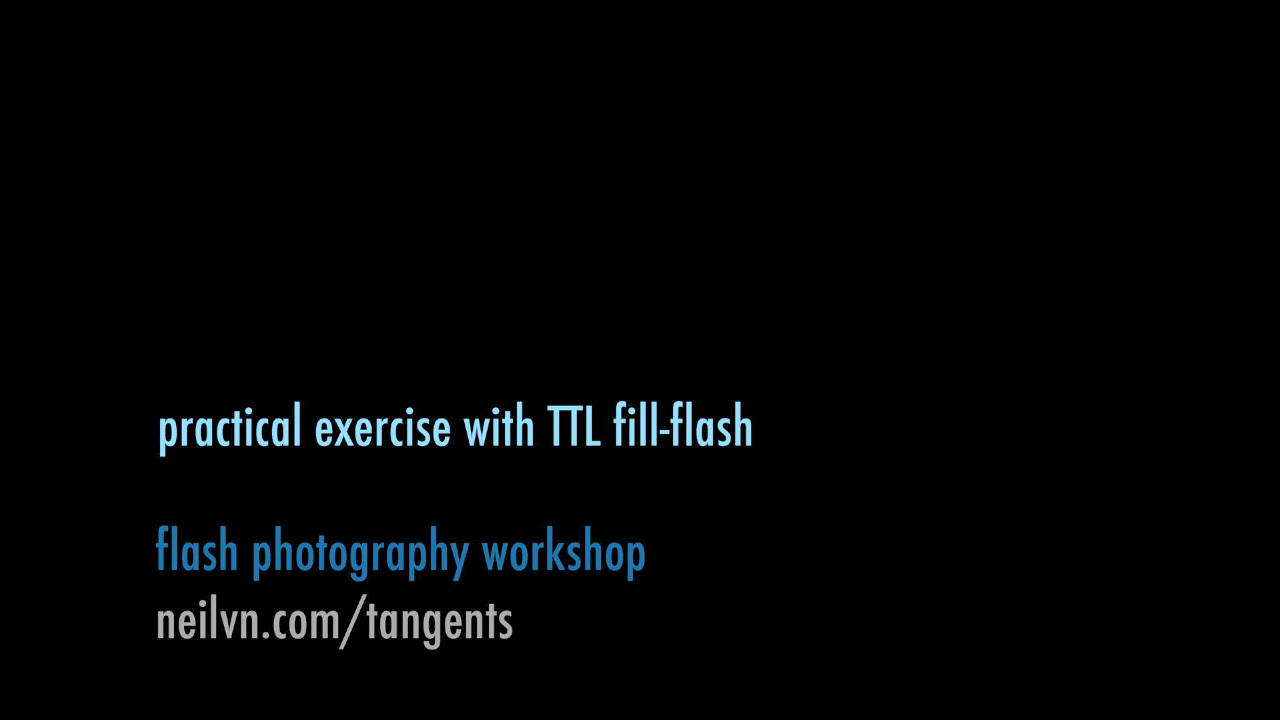 practical exercise with TTL fill-flash
flash photography workshop
neilvn.com/tangents